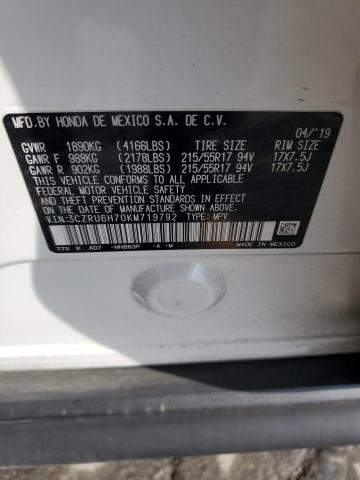 MFD.BY HONDA DE MEXICO S.A. DE C.V. 04/'19
GVWR 1890KG (4166LBS) TIRE SIZE RIM SIZE
GAWR F 988KG (2178LBS) 215/55R17 94V 17X7.5J
GAWR R 902KG (1988LBS) 215/55R17 94V 17X7.5J
THIS VEHICLE CONFORMS TO ALL APPLICABLE
FEDERAL MOTOR VEHICLE SAFETY AND THEFT
PREVENTION STANDARDS IN EFFECT ON THE DATE
OF MANUFACTURE SHOWN ABOVE.
V.I.N:3CZRU6H70KM719792 TYPE: MPV
T7X K AD7 -NH883P -A -M MADE IN MEXICO